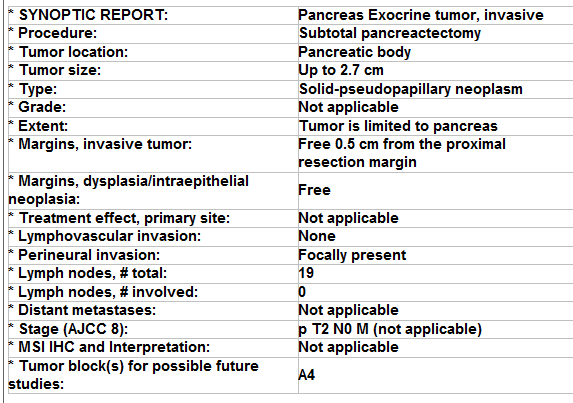 * SYNOPTIC REPORT: Pancreas Exocrine tumor, invasive
* Procedure: Subtotal pancreactectomy
* Tumor location: Pancreatic body
* Tumor size: Up to 2.7 cm
* Type: Solid-pseudopapillary neoplasm
* Grade: Not applicable
* Extent: Tumor is limited to pancreas
* Margins, invasive tumor: Free 0.5 cm from the proximal
resection margin
* Margins, dysplasia/intraepithelial
neoplasia: Free
* Treatment effect, primary site: Not applicable
* Lymphovascular invasion: None
* Perineural invasion: Focally present
* Lymph nodes, # total: 19
* Lymph nodes, # involved: 0
* Distant metastases: Not applicable
* Stage (AJCC 8): p T2 N0 M (not applicable)
* MSI IHC and Interpretation: Not applicable
* Tumor block(s) for possible future
studies: A4